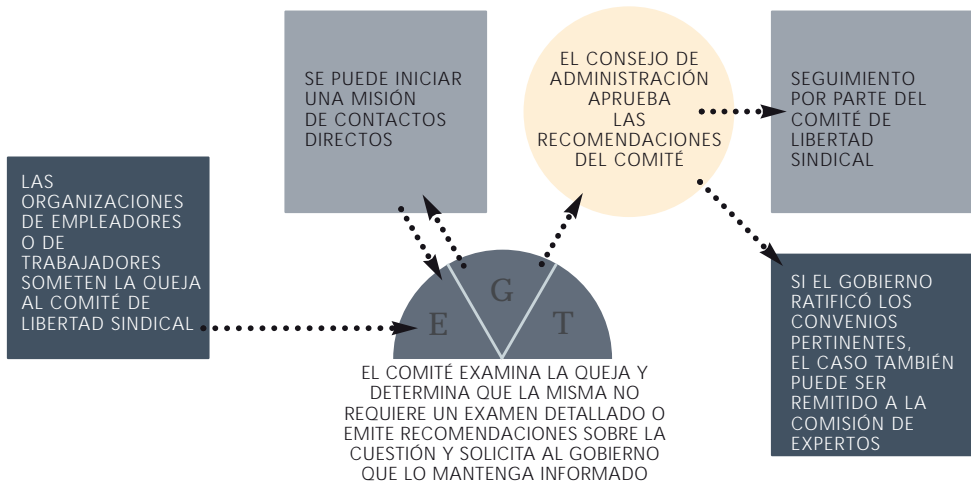 LAS
ORGANIZACIONES
DE EMPLEADORES
O DE
TRABAJADORES
SOMETEN LA QUEJA
AL COMITÉ DE
LIBERTAD SINDICAL
SE PUEDE INICIAR
UNA MISIÓN
DE CONTACTOS
DIRECTOS
E
G
T
EL COMITÉ EXAMINA LA QUEJA Y
DETERMINA QUE LA MISMA NO
REQUIERE UN EXAMEN DETALLADO O
EMITE RECOMENDACIONES SOBRE LA
CUESTIÓN Y SOLICITA AL GOBIERNO
QUE LO MANTENGA INFORMADO
EL CONSEJO DE
ADMINISTRACIÓN
APRUEBA
LAS
RECOMENDACIONES
DEL COMITÉ
SEGUIMIENTO
POR PARTE DEL
COMITÉ DE
LIBERTAD
SINDICAL
SI EL GOBIERNO
RATIFICÓ LOS
CONVENIOS
PERTINENTES,
EL CASO TAMBIÉN
PUEDE SER
REMITIDO A LA
COMISIÓN DE
EXPERTOS